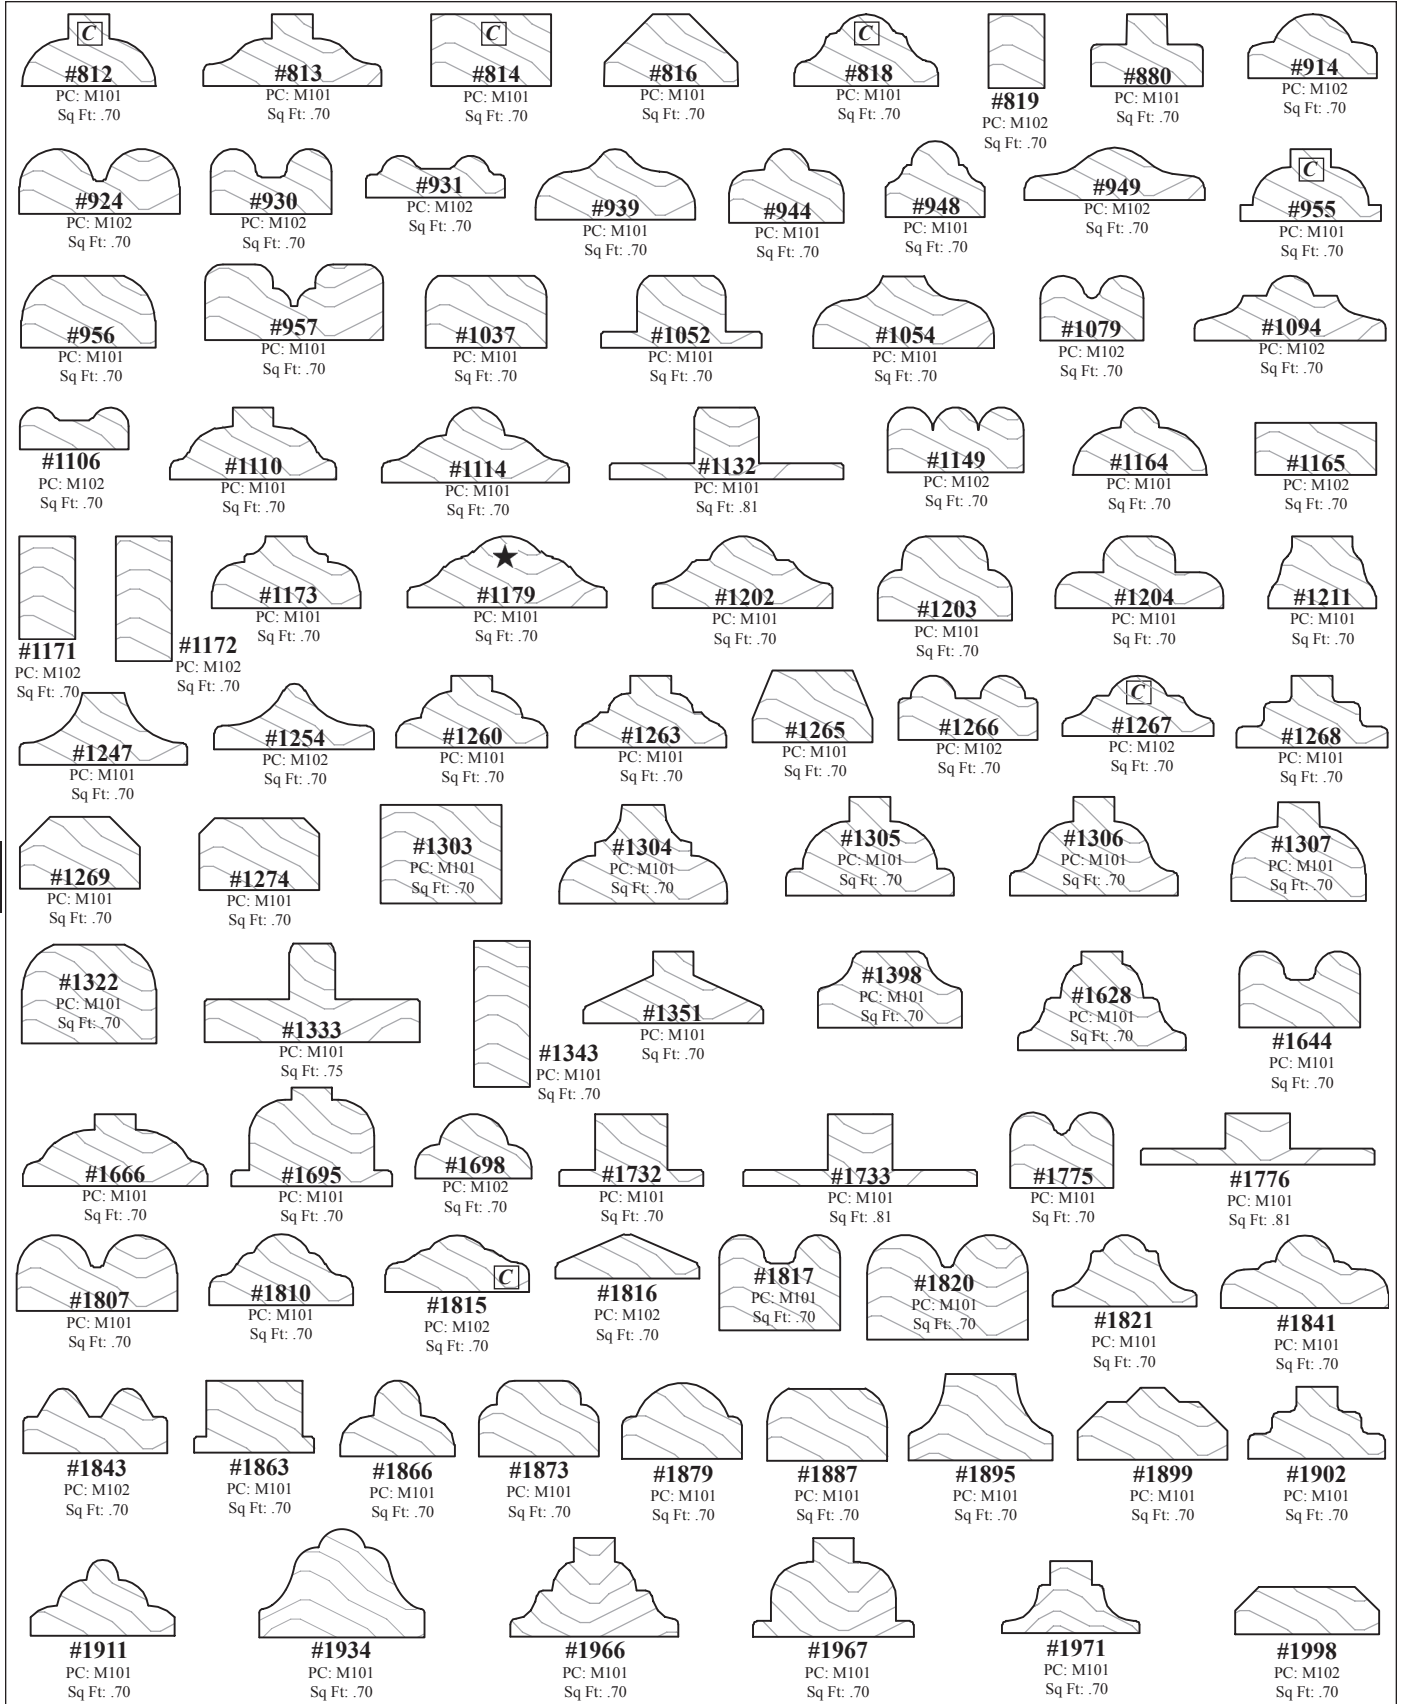 C
#812
PC: M101
Sq Ft: .70
#813
PC: M101
Sq Ft: .70
C
#814
PC: M101
Sq Ft: .70
#816
PC: M101
Sq Ft: .70
C
#818
PC: M101
Sq Ft: .70
#819
PC: M102
Sq Ft: .70
#880
PC: M101
Sq Ft: .70
#914
PC: M102
Sq Ft: .70
#924
PC: M102
Sq Ft: .70
#930
PC: M102
Sq Ft: .70
#931
PC: M102
Sq Ft: .70
#939
PC: M101
Sq Ft: .70
#944
PC: M101
Sq Ft: .70
#948
PC: M101
Sq Ft: .70
#949
PC: M102
Sq Ft: .70
C
#955
PC: M101
Sq Ft: .70
#956
PC: M101
Sq Ft: .70
#957
PC: M101
Sq Ft: .70
#1037
PC: M101
Sq Ft: .70
#1052
PC: M101
Sq Ft: .70
#1054
PC: M101
Sq Ft: .70
#1079
PC: M102
Sq Ft: .70
#1094
PC: M102
Sq Ft: .70
#1106
PC: M102
Sq Ft: .70
#1110
PC: M101
Sq Ft: .70
#1114
PC: M101
Sq Ft: .70
#1132
PC: M101
Sq Ft: .81
#1149
PC: M102
Sq Ft: .70
#1164
PC: M101
Sq Ft: .70
#1165
PC: M102
Sq Ft: .70
#1171
PC: M102
Sq Ft: .70
#1172
PC: M102
Sq Ft: .70
#1173
PC: M101
Sq Ft: .70
#1179
PC: M101
Sq Ft: .70
#1202
PC: M101
Sq Ft: .70
#1203
PC: M101
Sq Ft: .70
#1204
PC: M101
Sq Ft: .70
#1211
PC: M101
Sq Ft: .70
#1247
PC: M101
Sq Ft: .70
#1254
PC: M102
Sq Ft: .70
#1260
PC: M101
Sq Ft: .70
#1263
PC: M101
Sq Ft: .70
#1265
PC: M101
Sq Ft: .70
#1266
PC: M102
Sq Ft: .70
C
#1267
PC: M102
Sq Ft: .70
#1268
PC: M101
Sq Ft: .70
#1269
PC: M101
Sq Ft: .70
#1274
PC: M101
Sq Ft: .70
#1303
PC: M101
Sq Ft: .70
#1304
PC: M101
Sq Ft: .70
#1305
PC: M101
Sq Ft: .70
#1306
PC: M101
Sq Ft: .70
#1307
PC: M101
Sq Ft: .70
#1322
PC: M101
Sq Ft: .70
#1333
PC: M101
Sq Ft: .75
#1343
PC: M101
Sq Ft: .70
#1351
PC: M101
Sq Ft: .70
#1398
PC: M101
Sq Ft: .70
#1628
PC: M101
Sq Ft: .70
#1644
PC: M101
Sq Ft: .70
#1666
PC: M101
Sq Ft: .70
#1695
PC: M101
Sq Ft: .70
#1698
PC: M102
Sq Ft: .70
#1732
PC: M101
Sq Ft: .70
#1733
PC: M101
Sq Ft: .81
#1775
PC: M101
Sq Ft: .70
#1776
PC: M101
Sq Ft: .81
#1807
PC: M101
Sq Ft: .70
#1810
PC: M101
Sq Ft: .70
C
#1815
PC: M102
Sq Ft: .70
#1816
PC: M102
Sq Ft: .70
#1817
PC: M101
Sq Ft: .70
#1820
PC: M101
Sq Ft: .70
#1821
PC: M101
Sq Ft: .70
#1841
PC: M101
Sq Ft: .70
#1843
PC: M102
Sq Ft: .70
#1863
PC: M101
Sq Ft: .70
#1866
PC: M101
Sq Ft: .70
#1873
PC: M101
Sq Ft: .70
#1879
PC: M101
Sq Ft: .70
#1887
PC: M101
Sq Ft: .70
#1895
PC: M101
Sq Ft: .70
#1899
PC: M101
Sq Ft: .70
#1902
PC: M101
Sq Ft: .70
#1911
PC: M101
Sq Ft: .70
#1934
PC: M101
Sq Ft: .70
#1966
PC: M101
Sq Ft: .70
#1967
PC: M101
Sq Ft: .70
#1971
PC: M101
Sq Ft: .70
#1998
PC: M102
Sq Ft: .70